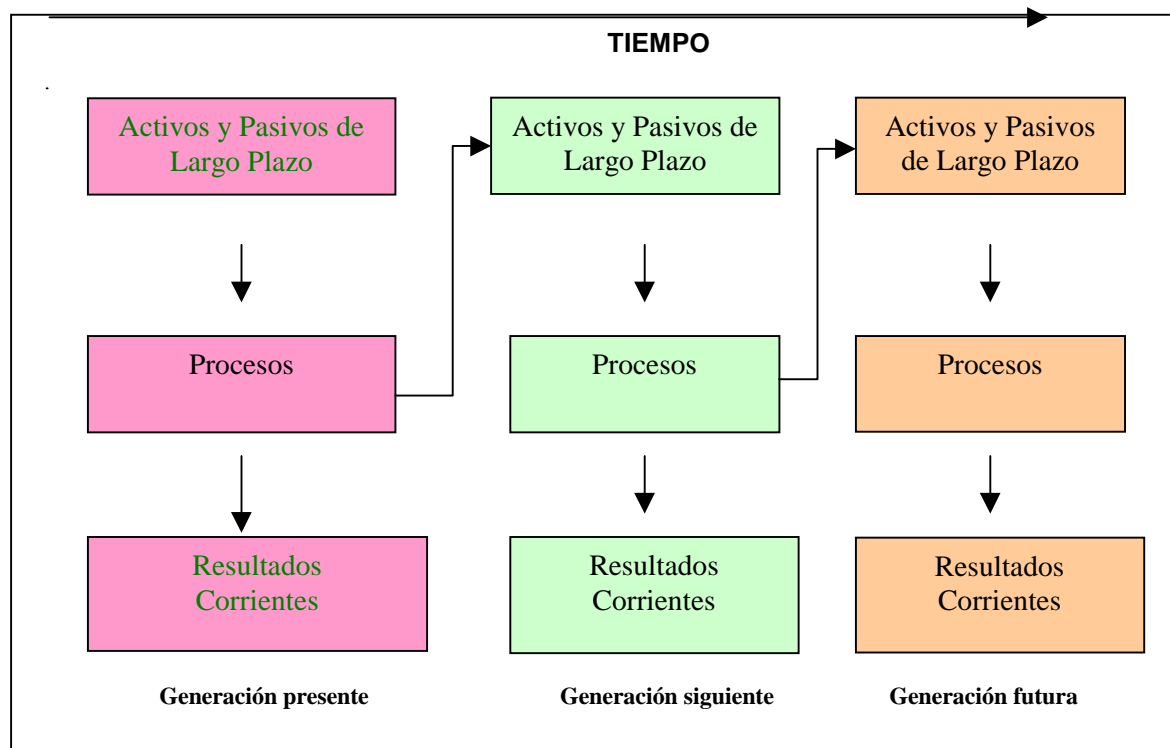 TIEMPO
Activos y Pasivos de
Largo Plazo
Activos y Pasivos de
Largo Plazo
Activos y Pasivos
de Largo Plazo
Procesos
Procesos
Procesos
Resultados
Corrientes
Resultados
Corrientes
Resultados
Corrientes
Generación presente
Generación siguiente
Generación futura